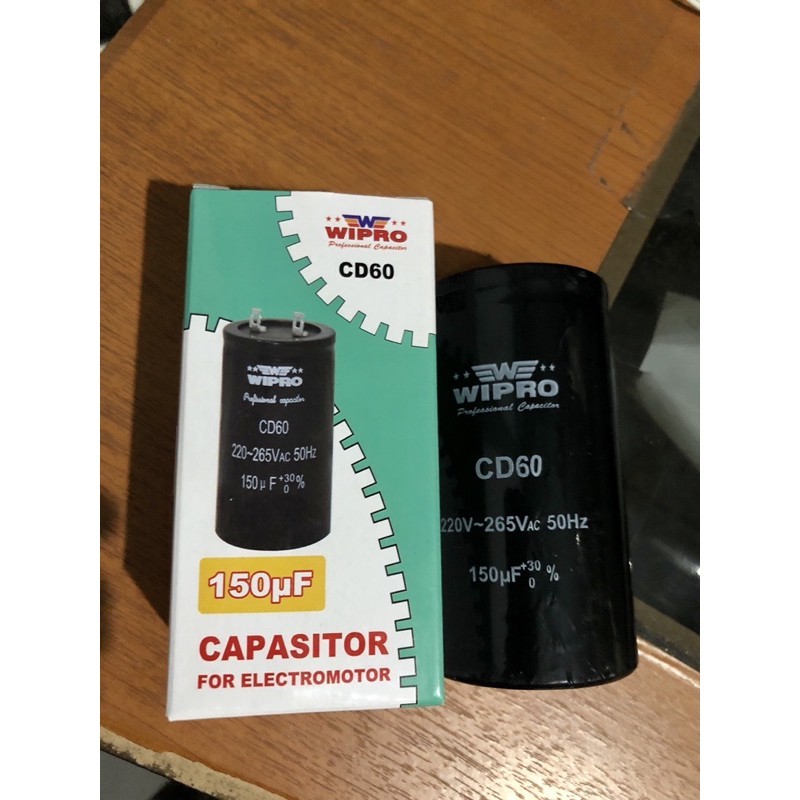 W
WIPRO
Professional Capacitor
CD60
W
WIPRO
Profesional capacitor
CD60
220~265VAC 50Hz
150μF +30 0 %
150μF
CAPASITOR
FOR ELECTROMOTOR
W
WIPRO
Professional Capacitor
CD60
220V~265VAC 50Hz
150μF +30 0 %